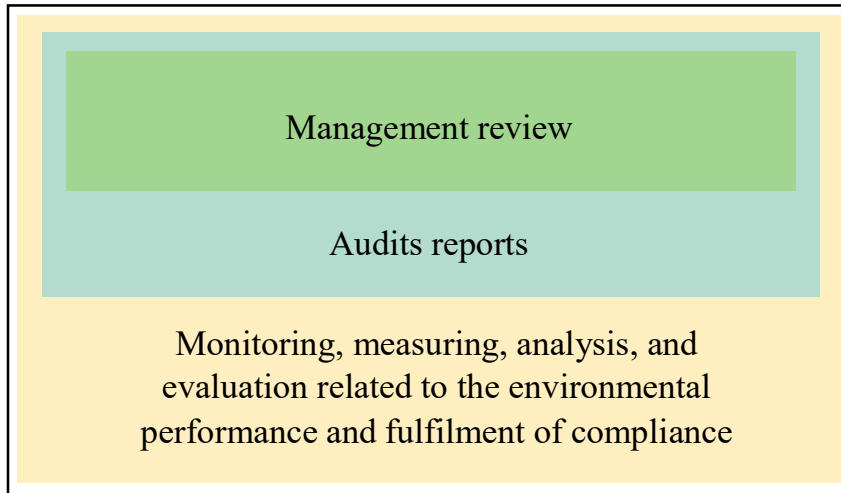 Management review
Audits reports
Monitoring, measuring, analysis, and
evaluation related to the environmental
performance and fulfilment of compliance